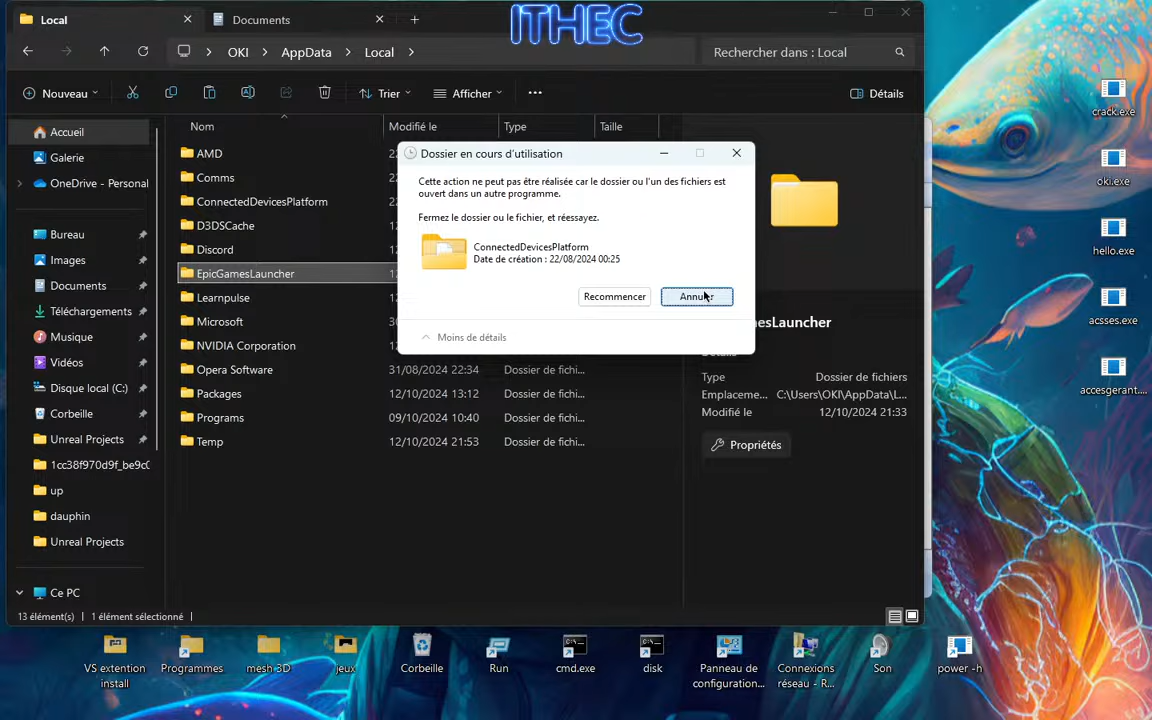 Local
Documents
ITHEC
OKI
AppData
Local
Rechercher dans : Local
Nouveau
Trier
Afficher
Détails
Nom
Modifié le
Type
Taille
Accueil
Galerie
OneDrive - Personal
Bureau
Images
Documents
Téléchargements
Musique
Vidéos
Disque local (C:)
Corbeille
Unreal Projects
1cc38f970d9f_be9c0
up
dauphin
Unreal Projects
Ce PC
AMD
Comms
ConnectedDevicesPlatform
D3DSCache
Discord
EpicGamesLauncher
Learnpulse
Microsoft
NVIDIA Corporation
Opera Software 31/08/2024 22:34 Dossier de fichi...
Packages 12/10/2024 13:12 Dossier de fichi...
Programs 09/10/2024 10:40 Dossier de fichi...
Temp 12/10/2024 21:53 Dossier de fichi...
Dossier en cours d'utilisation
Cette action ne peut pas être réalisée car le dossier ou l'un des fichiers est
ouvert dans un autre programme.
Fermez le dossier ou le fichier, et réessayez.
ConnectedDevicesPlatform
Date de création : 22/08/2024 00:25
Recommencer
Annuler
Moins de détails
esLauncher
Type Dossier de fichiers
Emplaceme... C:\Users\OKI\AppData\L...
Modifié le 12/10/2024 21:33
Propriétés
13 élément(s)
1 élément sélectionné
crack.exe
oki.exe
hello.exe
acsses.exe
accesgerant....
VS extention
install
Programmes
mesh 3D
jeux
Corbeille
Run
cmd.exe
disk
Panneau de
configuration...
Connexions
réseau - R...
Son
power -h